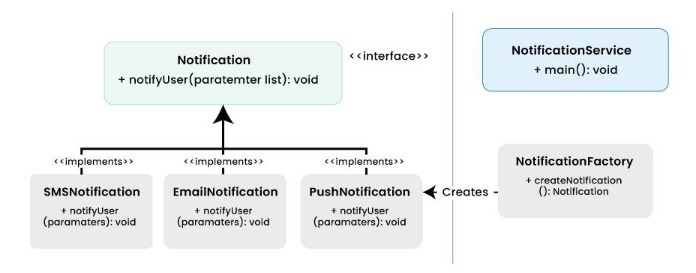 Notification
+ notifyUser(paratemter list): void
<<interface>>
NotificationService
+ main(): void
<<implements>>
<<implements>>
<<implements>>
SMSNotification
+ notifyUser
(paramaters): void
EmailNotification
+ notifyUser
(paramaters): void
PushNotification
+ notifyUser
(paramaters): void
Creates
NotificationFactory
+ createNotification
(): Notification